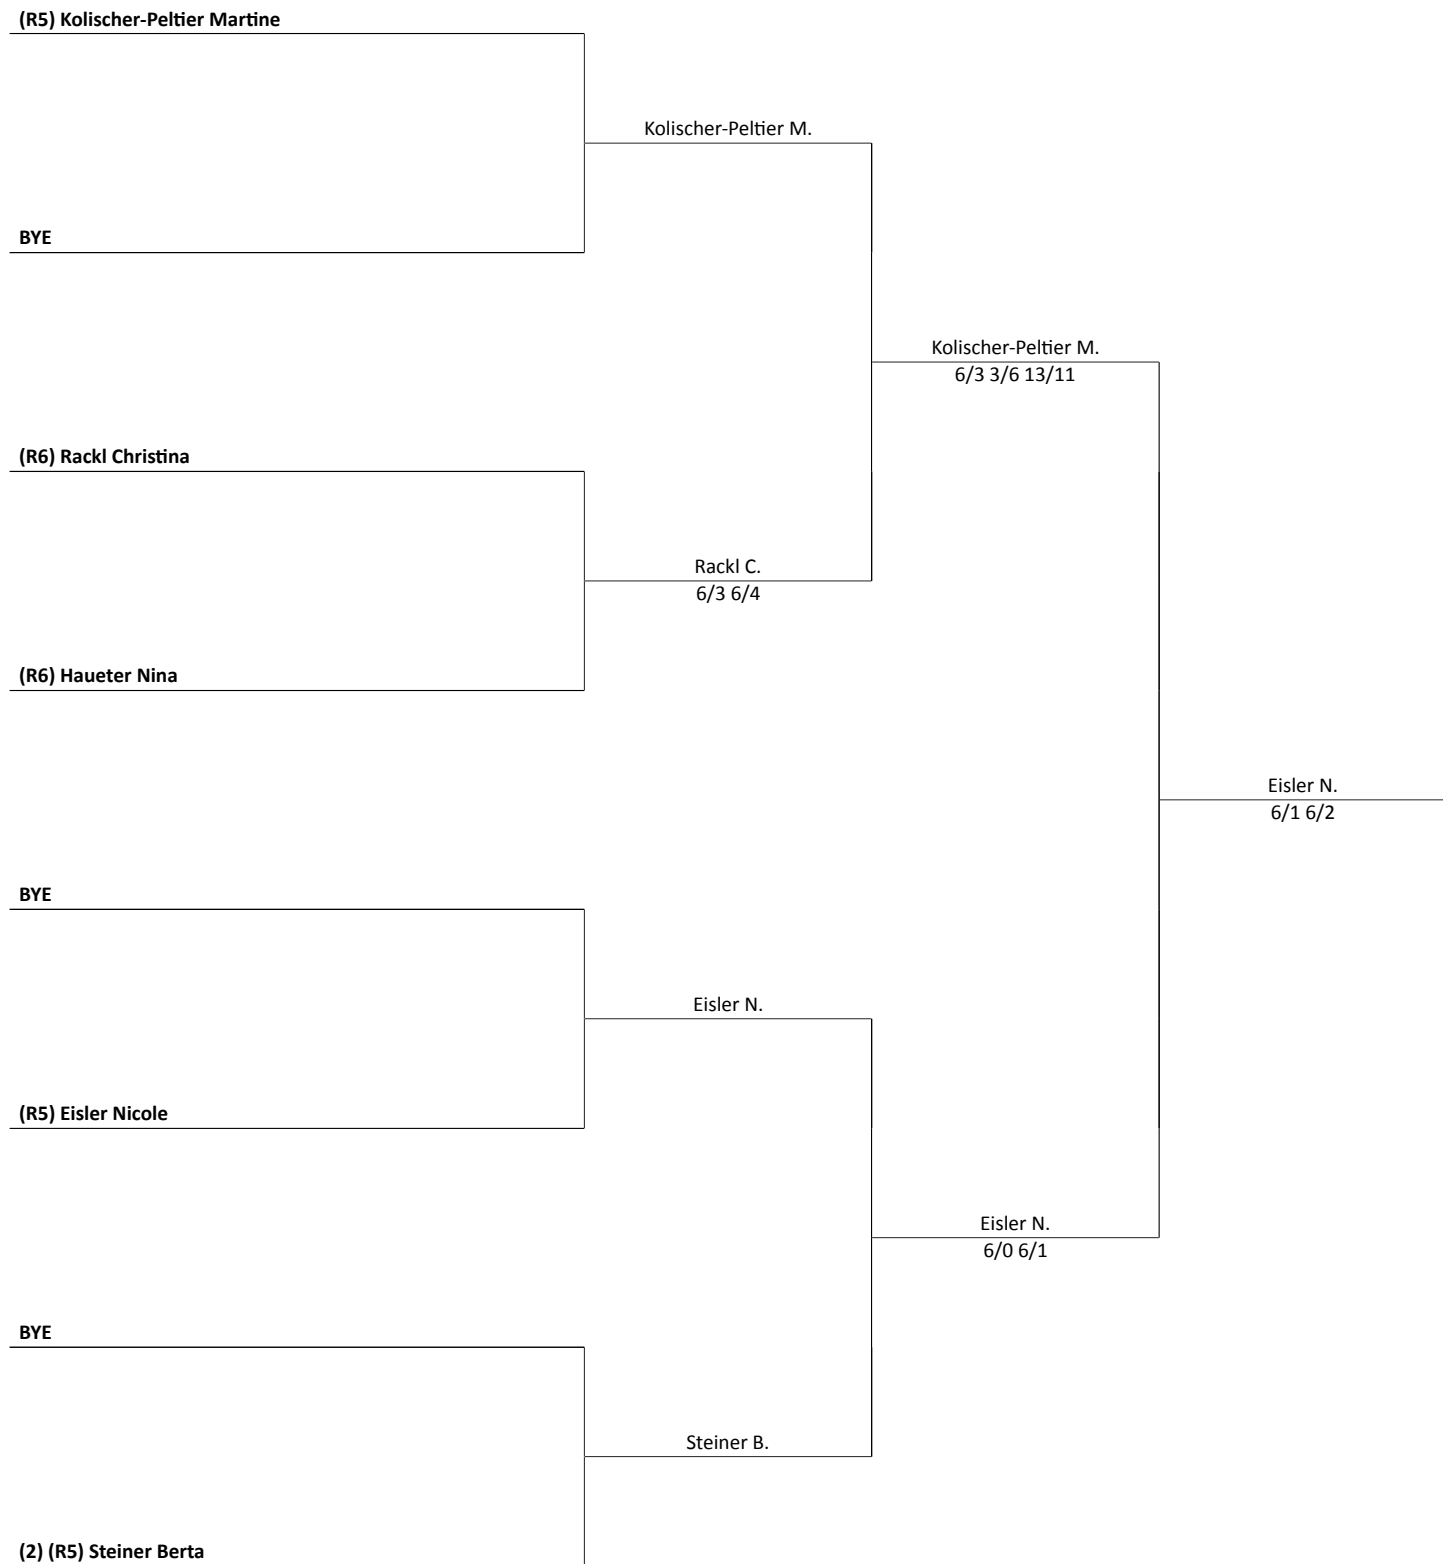 (R5) Kolischer-Peltier Martine
Kolischer-Peltier M.
BYE
Kolischer-Peltier M.
6/3 3/6 13/11
(R6) Rackl Christina
Rackl C.
6/3 6/4
(R6) Haueter Nina
Eisler N.
6/1 6/2
BYE
Eisler N.
(R5) Eisler Nicole
Eisler N.
6/0 6/1
BYE
Steiner B.
(2) (R5) Steiner Berta